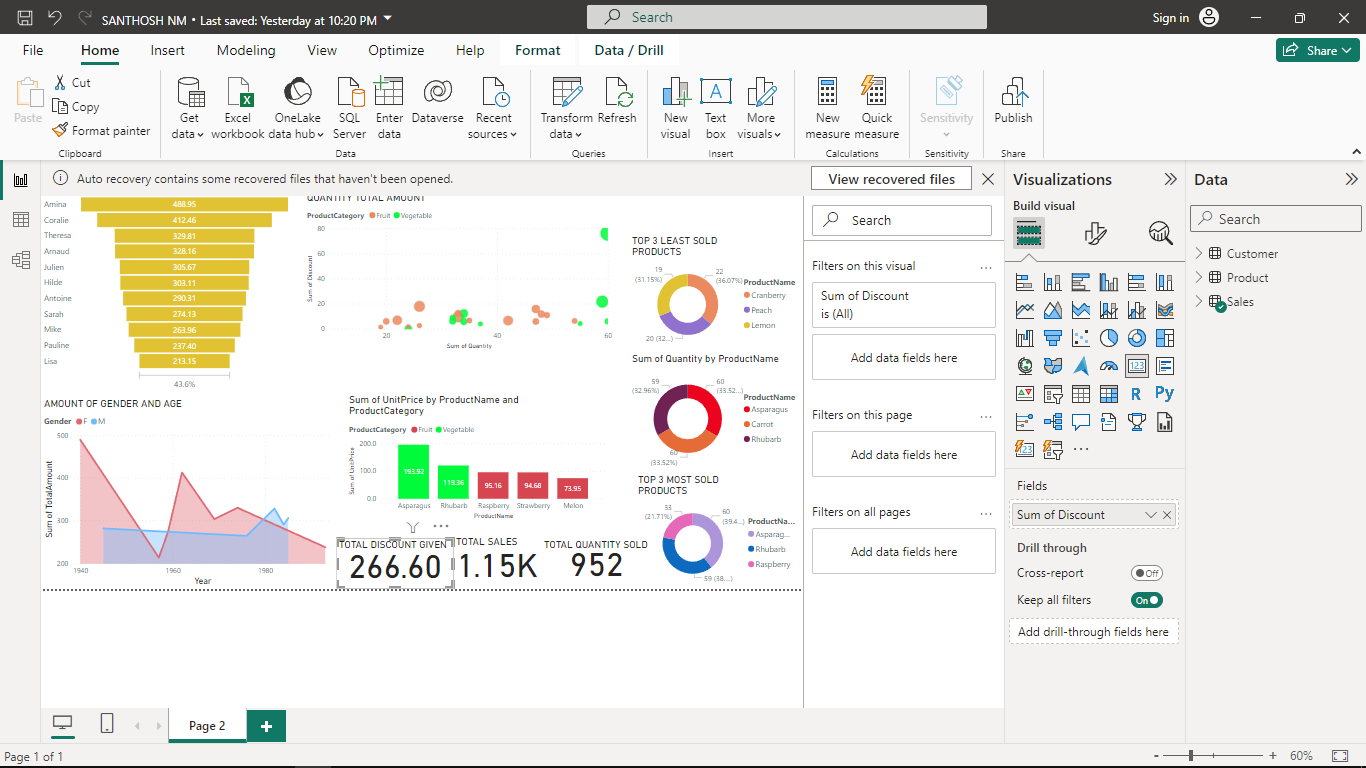 SANTHOSH NM • Last saved: Yesterday at 10:20 PM
Search
Sign in
File Home Insert Modeling View Optimize Help Format Data / Drill
Share
Paste
Cut
Copy
Format painter
Clipboard
Get data
Excel workbook
OneLake data hub
SQL Server
Enter data
Dataverse
Recent sources
Data
Transform data
Refresh
Queries
New visual
Text box
More visuals
Insert
New measure
Quick measure
Calculations
Sensitivity
Sensitivity
Publish
Share
Auto recovery contains some recovered files that haven't been opened.
View recovered files
Amina 488.95
Coralie 412.46
Theresa 329.81
Arnaud 328.16
Julien 305.67
Hilde 303.11
Antoine 290.31
Sarah 274.13
Mike 263.96
Pauline 237.40
Lisa 213.15
43.6%
QUANTITY TOTAL AMOUNT
ProductCategory Fruit Vegetable
Sum of Discount
80
60
40
20
0
20 40 60
Sum of Quantity
TOP 3 LEAST SOLD
PRODUCTS
19
(31.15%)
22
(36.07%)
20 (32...)
ProductName
Cranberry
Peach
Lemon
Sum of Quantity by ProductName
59
(32.96%)
60
(33.52...)
60
(33.52%)
ProductName
Asparagus
Carrot
Rhubarb
AMOUNT OF GENDER AND AGE
Gender F M
Sum of TotalAmount
500
400
300
200
1940 1960 1980
Year
Sum of UnitPrice by ProductName and
ProductCategory
ProductCategory Fruit Vegetable
Sum of UnitPrice
200.0
100.0
0.0
193.92 119.36 95.16 94.68 73.95
Asparagus Rhubarb Raspberry Strawberry Melon
ProductName
TOP 3 MOST SOLD
PRODUCTS
33
(21.71%)
60
(39.4...)
59 (38...)
ProductNa...
Asparag...
Rhubarb
Raspberry
TOTAL DISCOUNT GIVEN
266.60
TOTAL SALES
1.15K
TOTAL QUANTITY SOLD
952
Search
Filters on this visual ...
Sum of Discount
is (All)
Add data fields here
Filters on this page ...
Add data fields here
Filters on all pages ...
Add data fields here
Visualizations
Build visual
123
R
Py
123
...
Fields
Sum of Discount
Drill through
Cross-report Off
Keep all filters On
Add drill-through fields here
Data
Search
Customer
Product
Sales
Page 2
+
Page 1 of 1
- + 60%